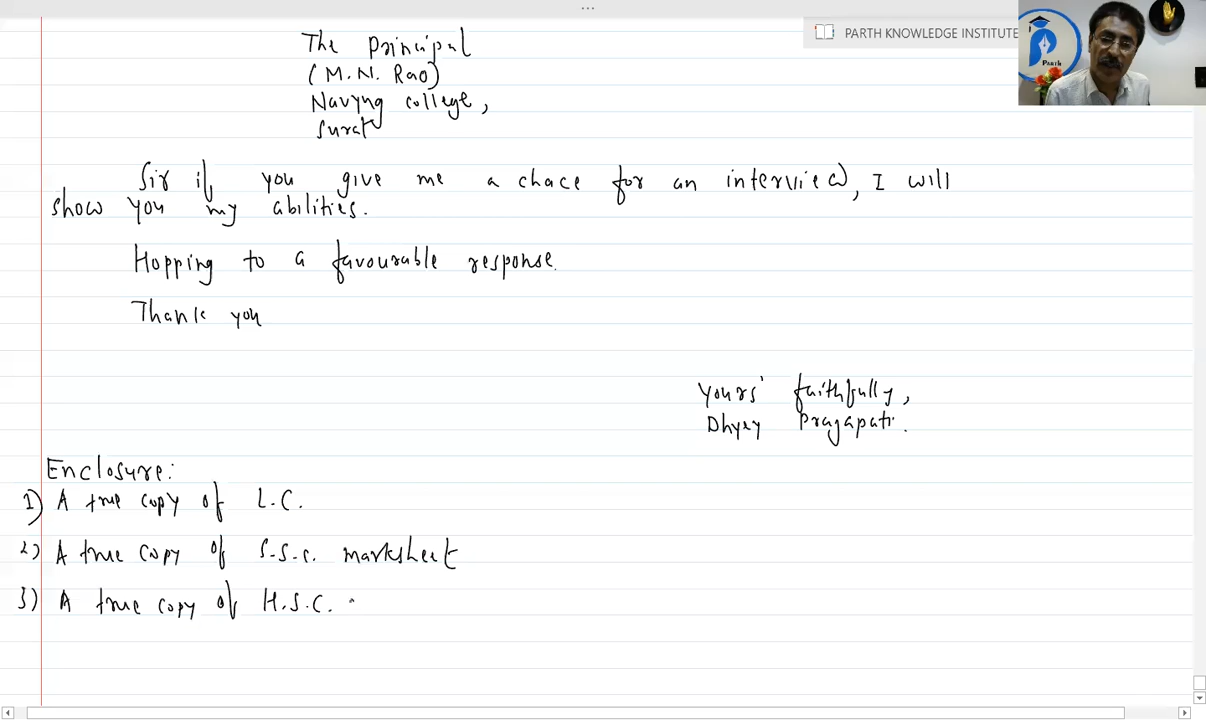 PARTH KNOWLEDGE INSTITUTE
Parth
The Principal
(M.N. Rao)
Navyug college,
Surat
Sir if you give me a chace for an interview, I will
show you my abilities.
Hopping to a favourable response.
Thank you
Yours' faithfully,
Dhyey Pragapati.
Enclosure:
1) A true copy of L.C.
2) A true copy of S.S.C. marksheet
3) A true copy of H.S.C.